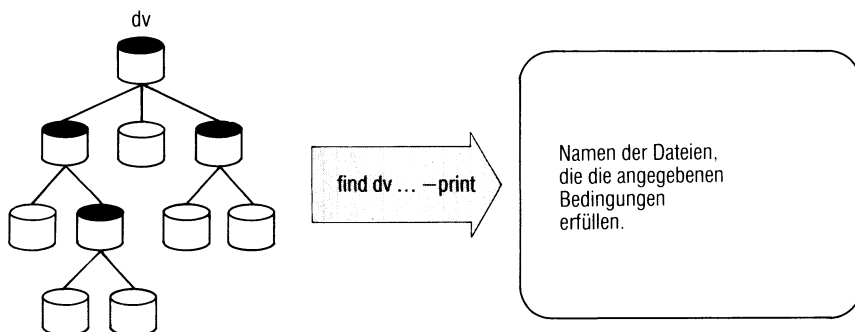 dv
find dv ... –print
Namen der Dateien,
die die angegebenen
Bedingungen
erfüllen.